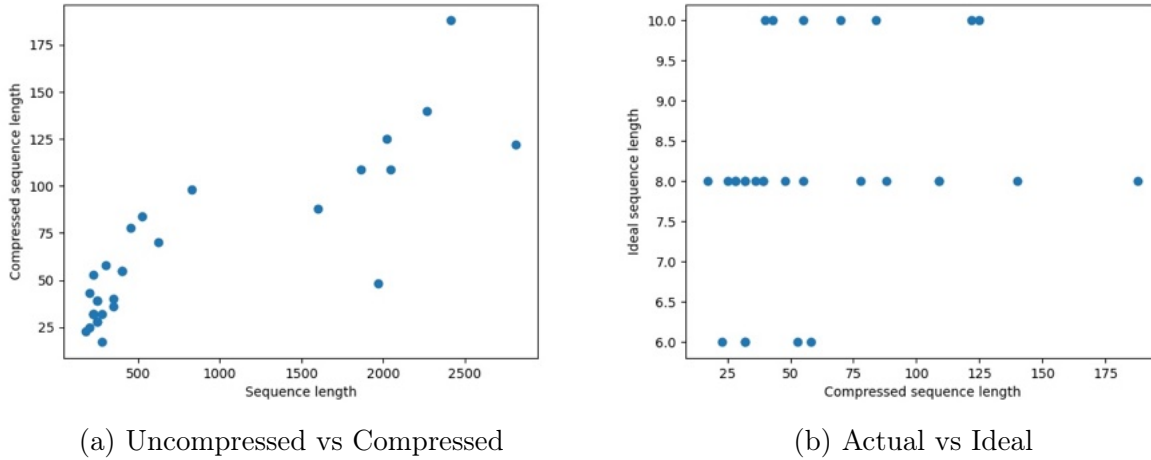 175
150
125
100
75
50
25
Compressed sequence length
500 1000 1500 2000 2500
Sequence length
(a) Uncompressed vs Compressed
10.0
9.5
9.0
8.5
8.0
7.5
7.0
6.5
6.0
Ideal sequence length
25 50 75 100 125 150 175
Compressed sequence length
(b) Actual vs Ideal